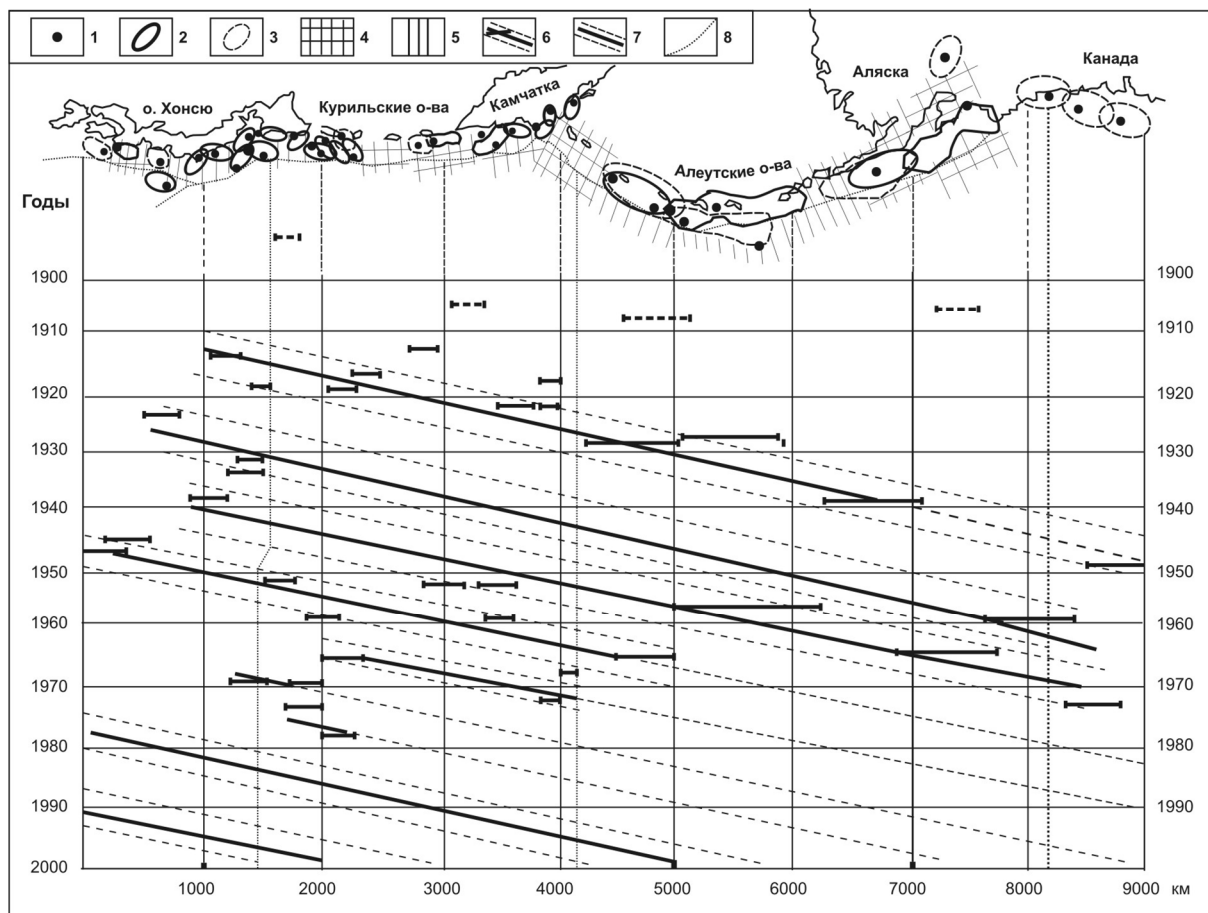 1 2 3 4 5 6 7 8
Канада
Аляска
Камчатка
о. Хонсю Курильские о-ва
Алеутские о-ва
Годы
1900 1900
1910 1910
1920 1920
1930 1930
1940 1940
1950 1950
1960 1960
1970 1970
1980 1980
1990 1990
2000
1000 2000 3000 4000 5000 6000 7000 8000 9000 км